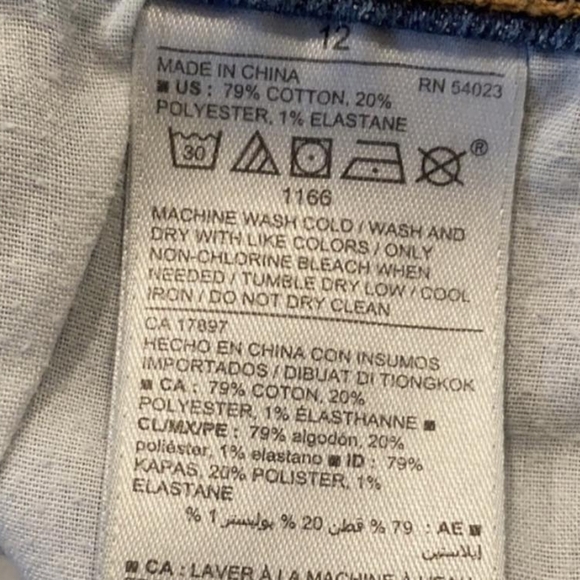 12
MADE IN CHINA RN 54023
■ US : 79% COTTON, 20%
POLYESTER, 1% ELASTANE
30 ®
1166
MACHINE WASH COLD / WASH AND
DRY WITH LIKE COLORS / ONLY
NON-CHLORINE BLEACH WHEN
NEEDED / TUMBLE DRY LOW / COOL
IRON / DO NOT DRY CLEAN
CA 17897
HECHO EN CHINA CON INSUMOS
IMPORTADOS / DIBUAT DI TIONGKOK
■ CA : 79% COTON, 20%
POLYESTER, 1% ÉLASTHANNE ■
CL/MX/PE : 79% algodón, 20%
poliéster, 1% elastano ■ ID : 79%
KAPAS, 20% POLISTER, 1%
ELASTANE
■ AE : 79 % قطن 20 % بوليستر 1 %
إيلاستين
■ CA : LAVER À LA MACHINE À